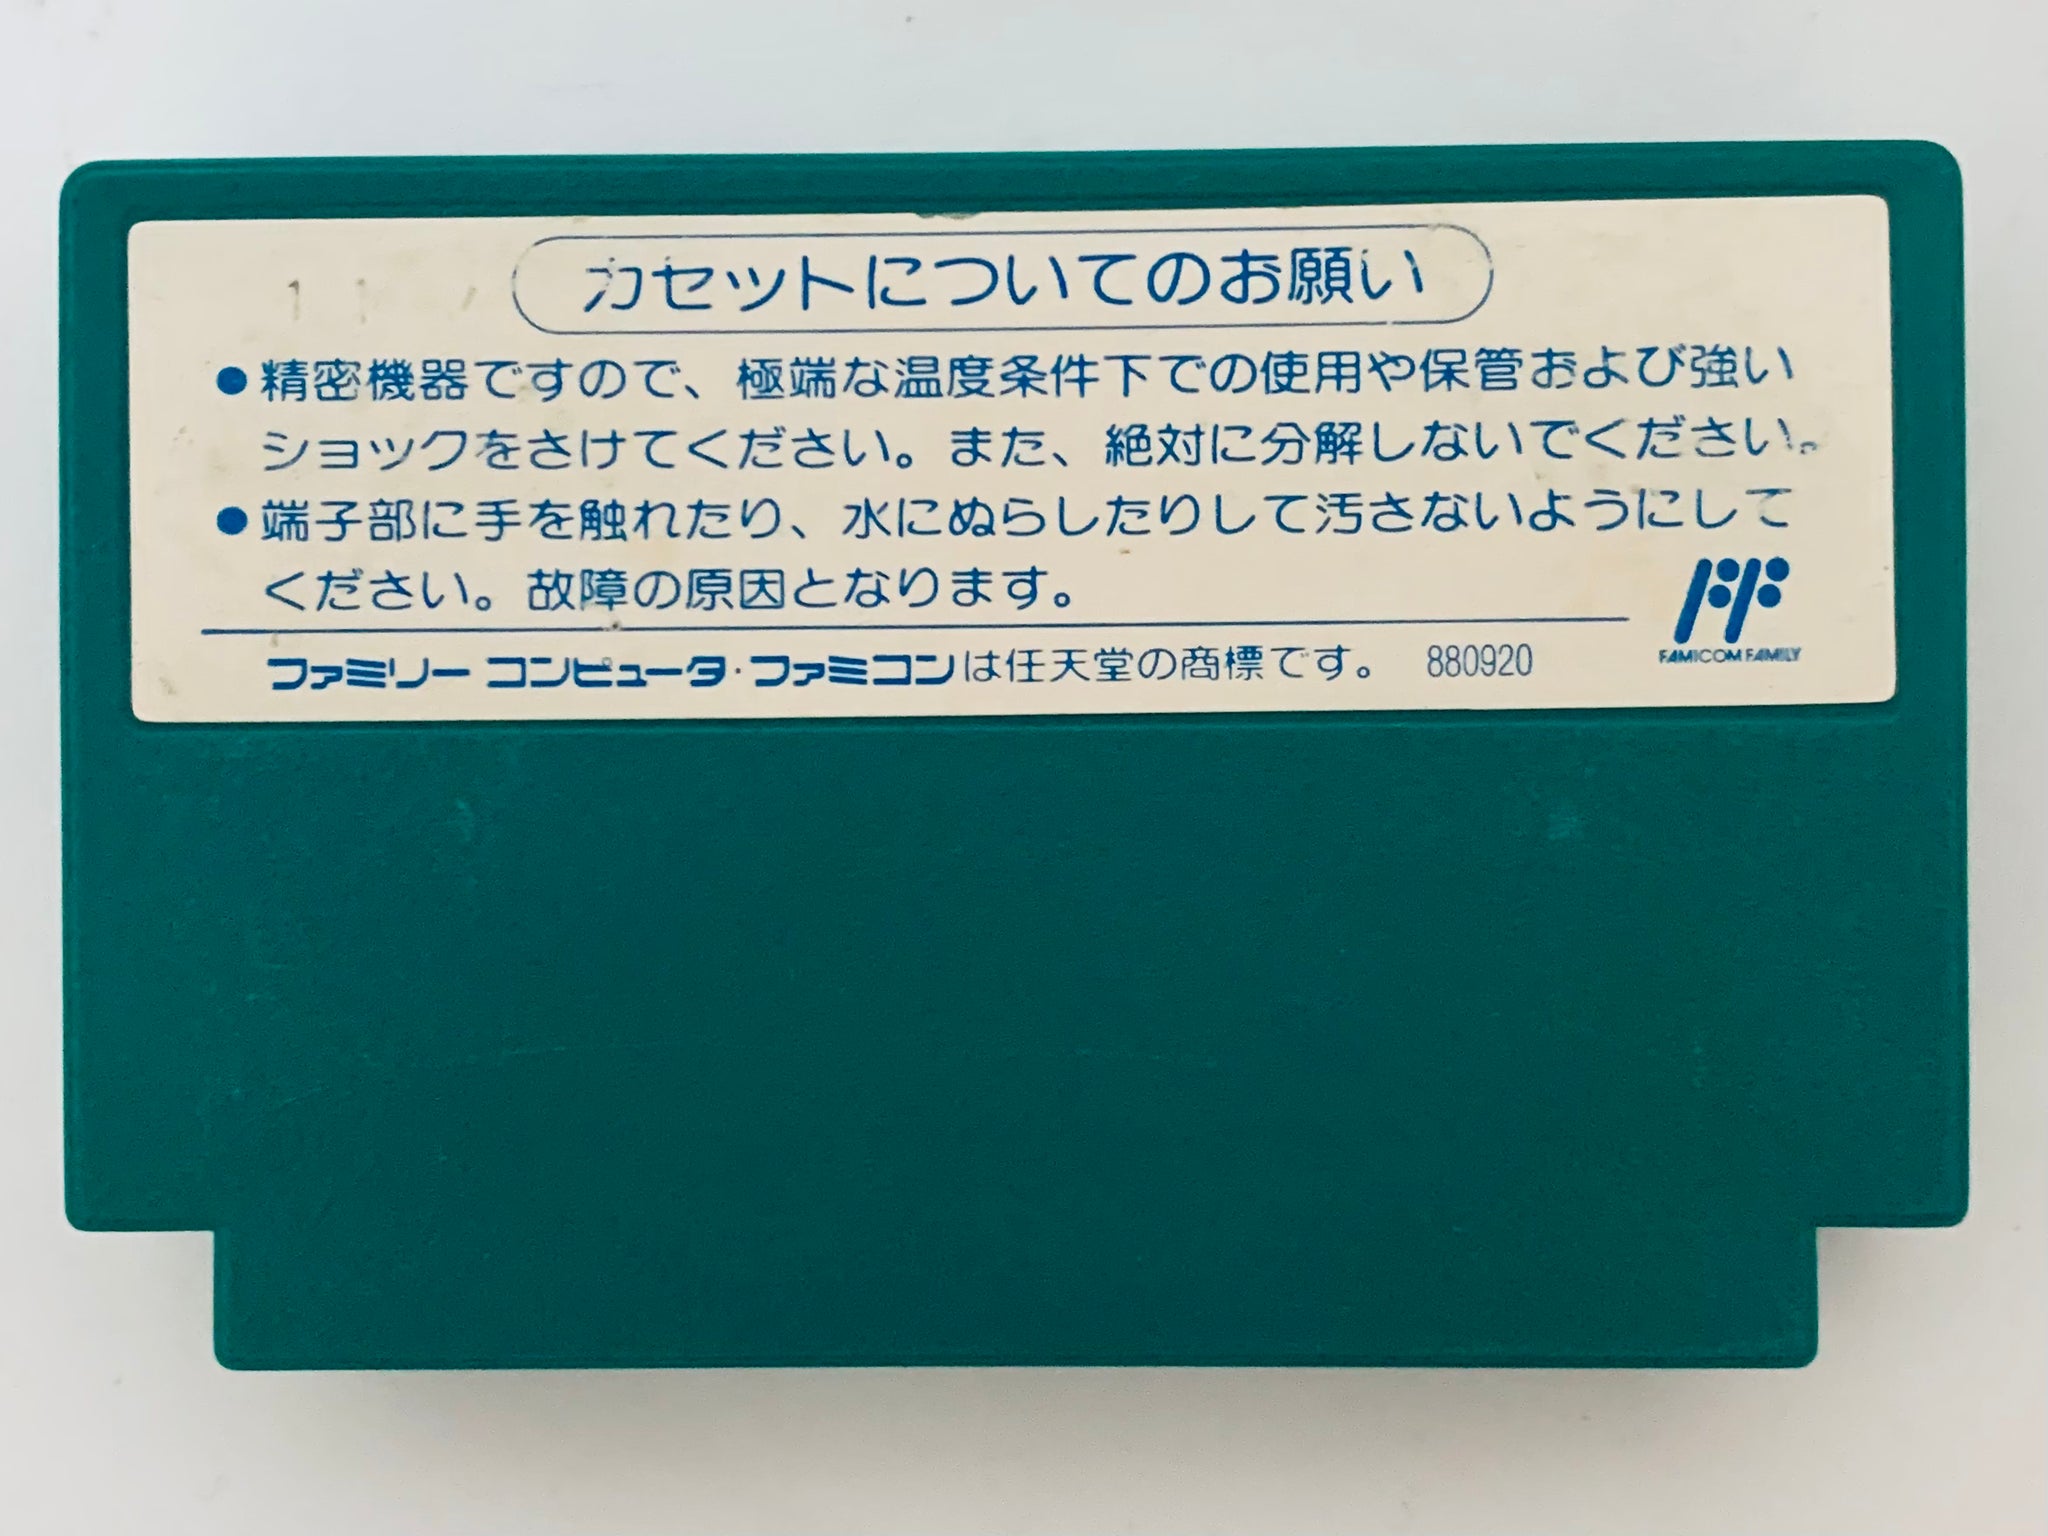 カセットについてのお願い
●精密機器ですので、極端な温度条件下での使用や保管および強い
ショックをさけてください。また、絶対に分解しないでください。
●端子部に手を触れたり、水にぬらしたりして汚さないようにして
ください。故障の原因となります。
FAMICOM FAMILY
ファミリー コンピュータ・ファミコンは任天堂の商標です。 880920